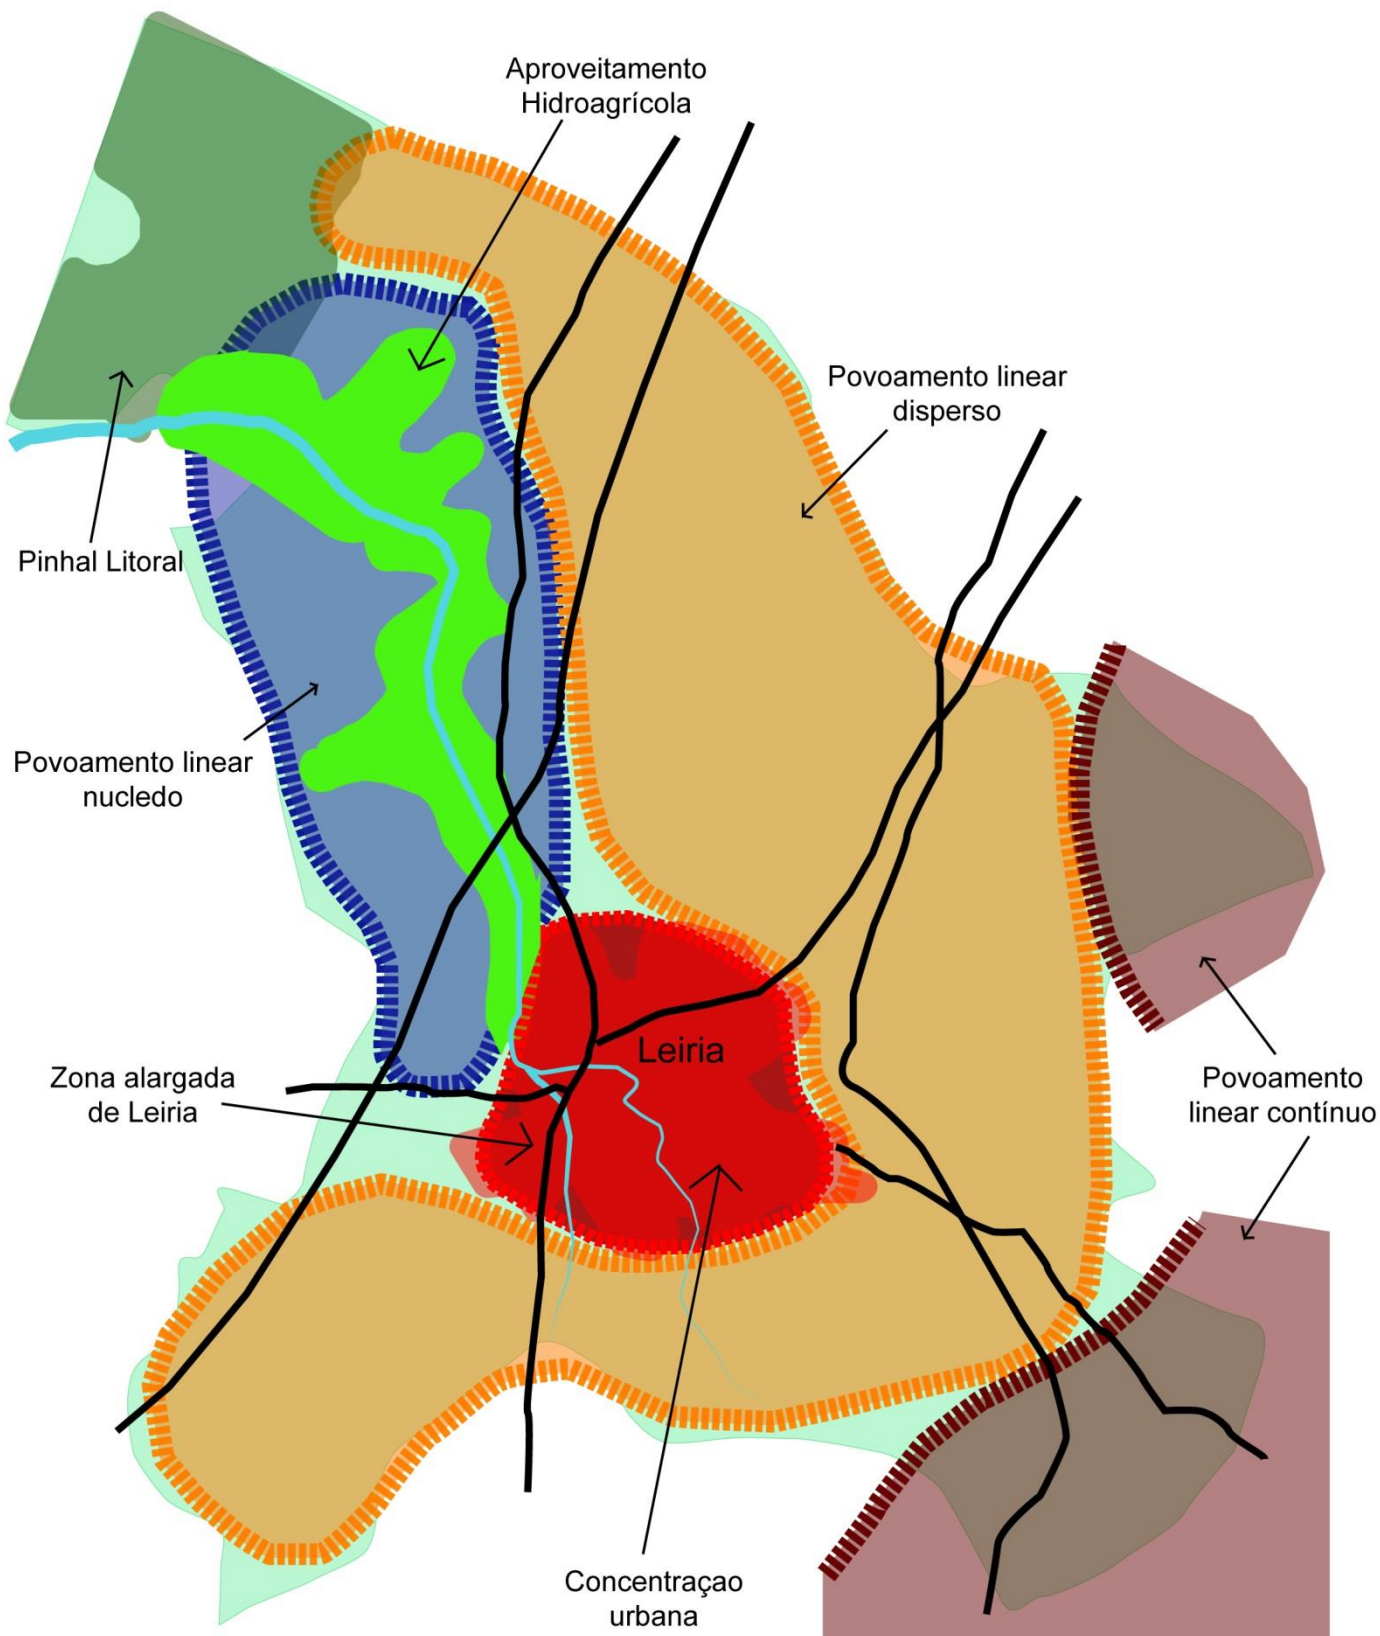 Aproveitamento
Hidroagrícola
Povoamento linear
disperso
Pinhal Litoral
Povoamento linear
nucledo
Leiria
Zona alargada
de Leiria
Povoamento
linear contínuo
Concentraçao
urbana